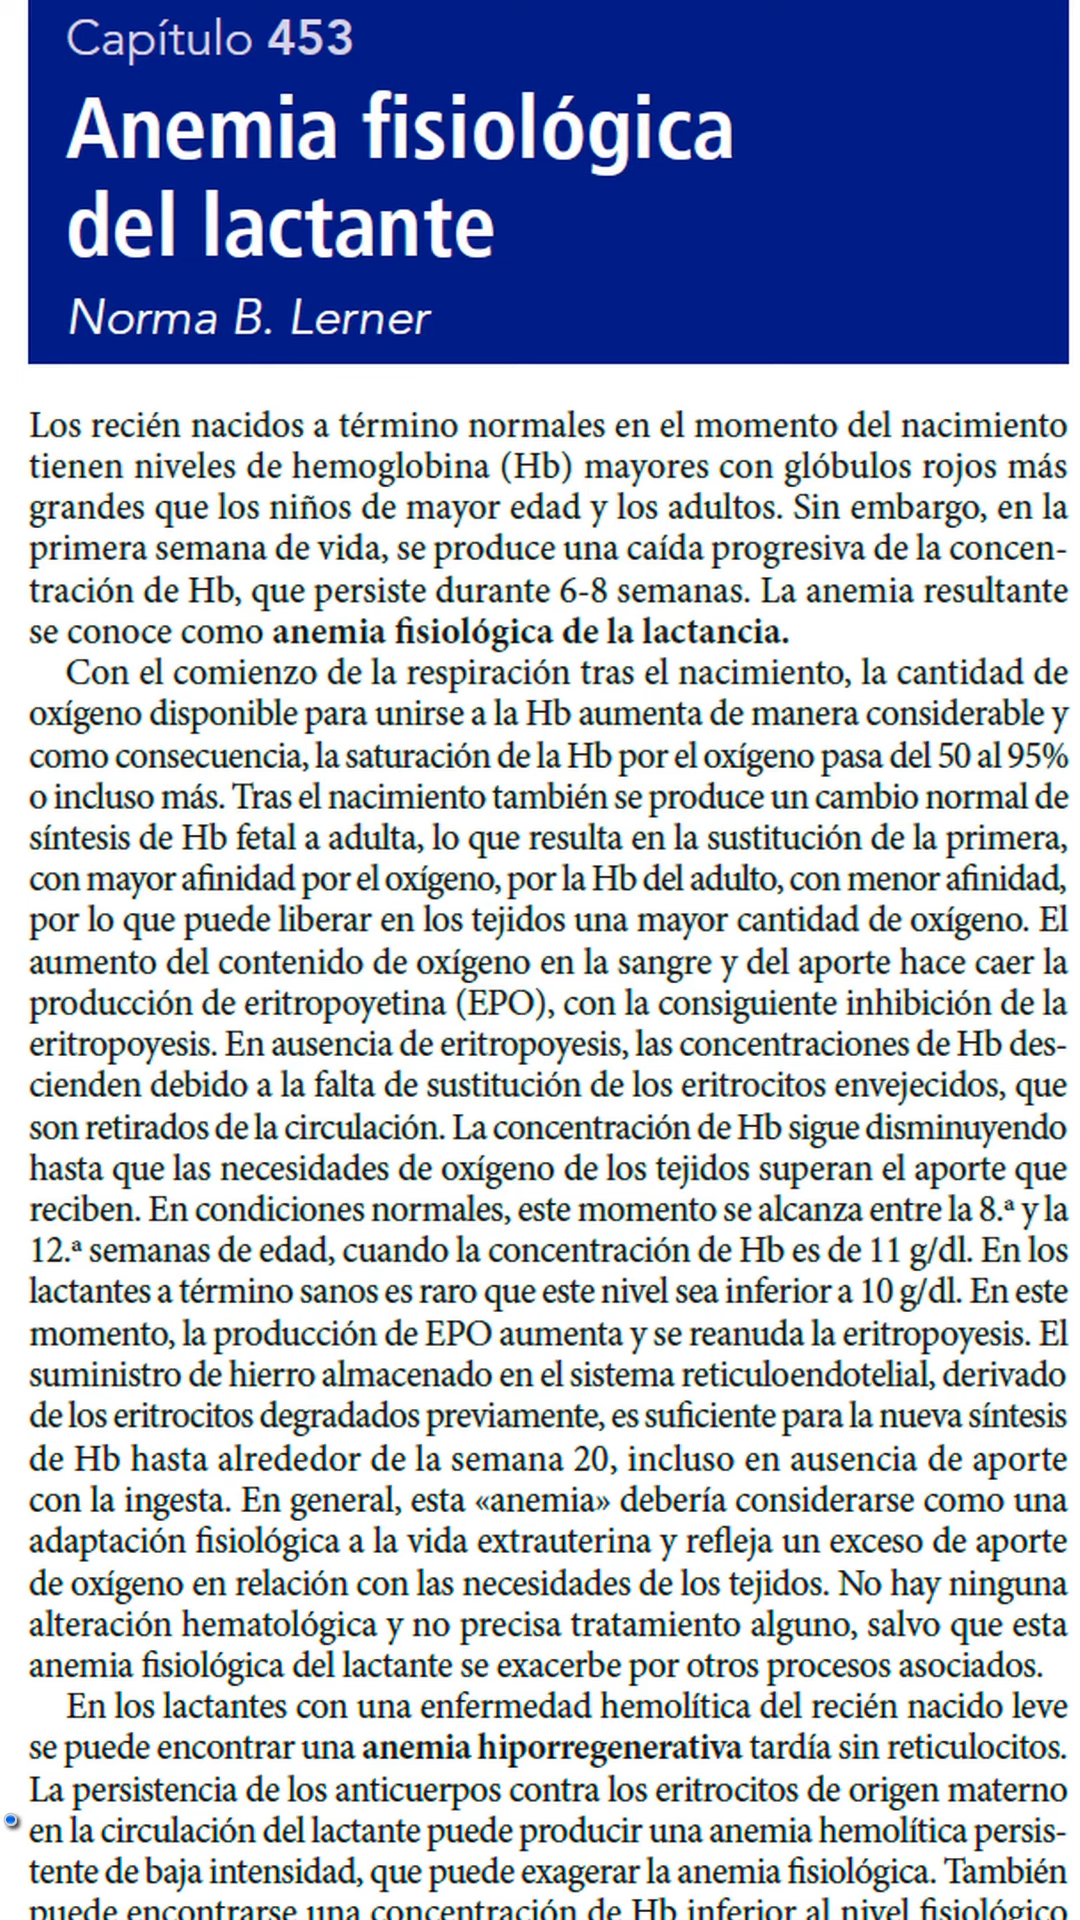 Capítulo 453
Anemia fisiológica
del lactante
Norma B. Lerner
Los recién nacidos a término normales en el momento del nacimiento
tienen niveles de hemoglobina (Hb) mayores con glóbulos rojos más
grandes que los niños de mayor edad y los adultos. Sin embargo, en la
primera semana de vida, se produce una caída progresiva de la concen-
tración de Hb, que persiste durante 6-8 semanas. La anemia resultante
se conoce como anemia fisiológica de la lactancia.
Con el comienzo de la respiración tras el nacimiento, la cantidad de
oxígeno disponible para unirse a la Hb aumenta de manera considerable y
como consecuencia, la saturación de la Hb por el oxígeno pasa del 50 al 95%
o incluso más. Tras el nacimiento también se produce un cambio normal de
síntesis de Hb fetal a adulta, lo que resulta en la sustitución de la primera,
con mayor afinidad por el oxígeno, por la Hb del adulto, con menor afinidad,
por lo que puede liberar en los tejidos una mayor cantidad de oxígeno. El
aumento del contenido de oxígeno en la sangre y del aporte hace caer la
producción de eritropoyetina (EPO), con la consiguiente inhibición de la
eritropoyesis. En ausencia de eritropoyesis, las concentraciones de Hb des-
cienden debido a la falta de sustitución de los eritrocitos envejecidos, que
son retirados de la circulación. La concentración de Hb sigue disminuyendo
hasta que las necesidades de oxígeno de los tejidos superan el aporte que
reciben. En condiciones normales, este momento se alcanza entre la 8.ª y la
12.ª semanas de edad, cuando la concentración de Hb es de 11 g/dl. En los
lactantes a término sanos es raro que este nivel sea inferior a 10 g/dl. En este
momento, la producción de EPO aumenta y se reanuda la eritropoyesis. El
suministro de hierro almacenado en el sistema reticuloendotelial, derivado
de los eritrocitos degradados previamente, es suficiente para la nueva síntesis
de Hb hasta alrededor de la semana 20, incluso en ausencia de aporte
con la ingesta. En general, esta «anemia» debería considerarse como una
adaptación fisiológica a la vida extrauterina y refleja un exceso de aporte
de oxígeno en relación con las necesidades de los tejidos. No hay ninguna
alteración hematológica y no precisa tratamiento alguno, salvo que esta
anemia fisiológica del lactante se exacerbe por otros procesos asociados.
En los lactantes con una enfermedad hemolítica del recién nacido leve
se puede encontrar una anemia hiporregenerativa tardía sin reticulocitos.
La persistencia de los anticuerpos contra los eritrocitos de origen materno
en la circulación del lactante puede producir una anemia hemolítica persis-
tente de baja intensidad, que puede exagerar la anemia fisiológica. También
puede encontrarse una concentración de Hb inferior al nivel fisiológico